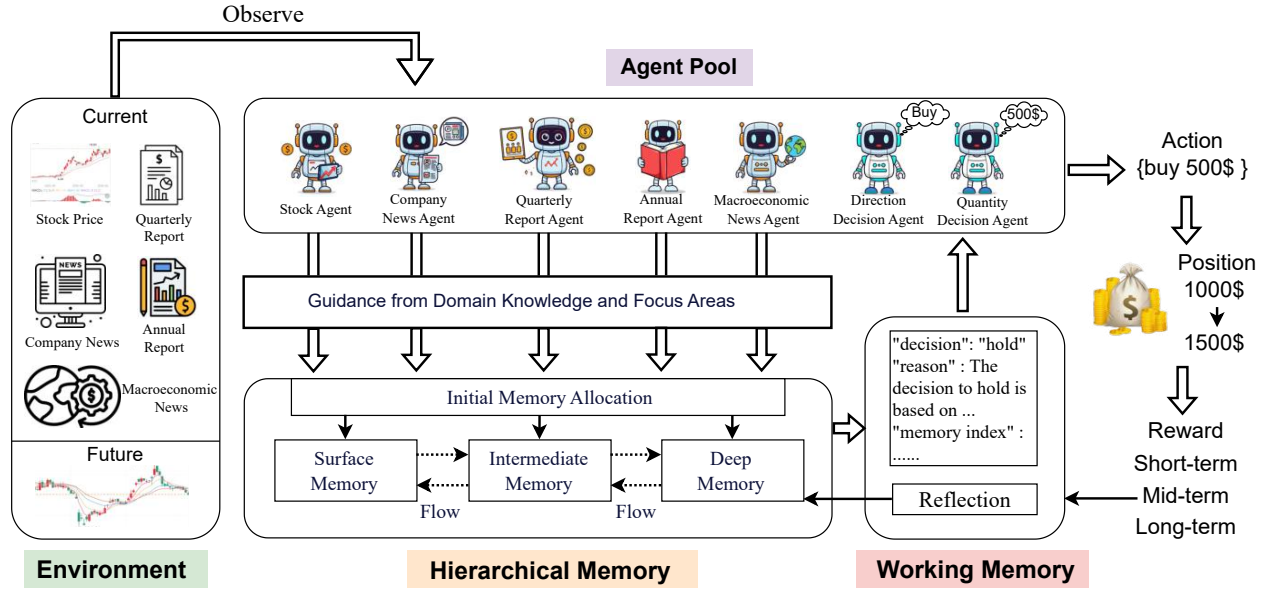 Observe
Agent Pool
Current
Stock Price
Quarterly
Report
NEWS
Company News
Annual
Report
Macroeconomic
News
Future
Environment
Stock Agent
Company
News Agent
Quarterly
Report Agent
Annual
Report Agent
Macroeconomic
News Agent
Buy
Direction
Decision Agent
500$
Quantity
Decision Agent
Guidance from Domain Knowledge and Focus Areas
Initial Memory Allocation
Surface
Memory
Intermediate
Memory
Deep
Memory
Flow
Flow
Hierarchical Memory
"decision": "hold"
"reason" : The
decision to hold is
based on ...
"memory index" :
......
Reflection
Working Memory
Action
{buy 500$ }
Position
1000$
1500$
Reward
Short-term
Mid-term
Long-term